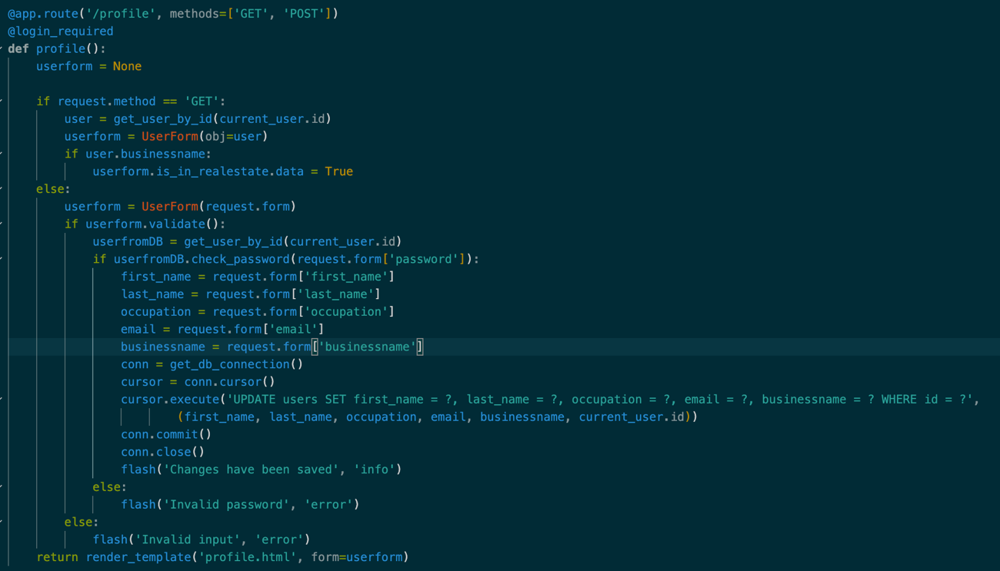 @app.route('/profile', methods=['GET', 'POST'])
@login_required
def profile():
    userform = None

    if request.method == 'GET':
        user = get_user_by_id(current_user.id)
        userform = UserForm(obj=user)
        if user.businessname:
            userform.is_in_realestate.data = True
    else:
        userform = UserForm(request.form)
        if userform.validate():
            userfromDB = get_user_by_id(current_user.id)
            if userfromDB.check_password(request.form['password']):
                first_name = request.form['first_name']
                last_name = request.form['last_name']
                occupation = request.form['occupation']
                email = request.form['email']
                businessname = request.form['businessname']
                conn = get_db_connection()
                cursor = conn.cursor()
                cursor.execute('UPDATE users SET first_name = ?, last_name = ?, occupation = ?, email = ?, businessname = ? WHERE id = ?',
                        (first_name, last_name, occupation, email, businessname, current_user.id))
                conn.commit()
                conn.close()
                flash('Changes have been saved', 'info')
            else:
                flash('Invalid password', 'error')
        else:
            flash('Invalid input', 'error')
    return render_template('profile.html', form=userform)